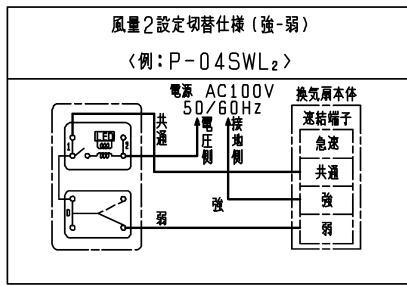 風量2設定切替仕様（強-弱）
〈例：P-04SWL₂〉
電源 AC100V
50/60Hz
換気扇本体
速結端子
急速
共通
強
弱
共通
電圧側
接地側
LED
1
2
強
0
弱